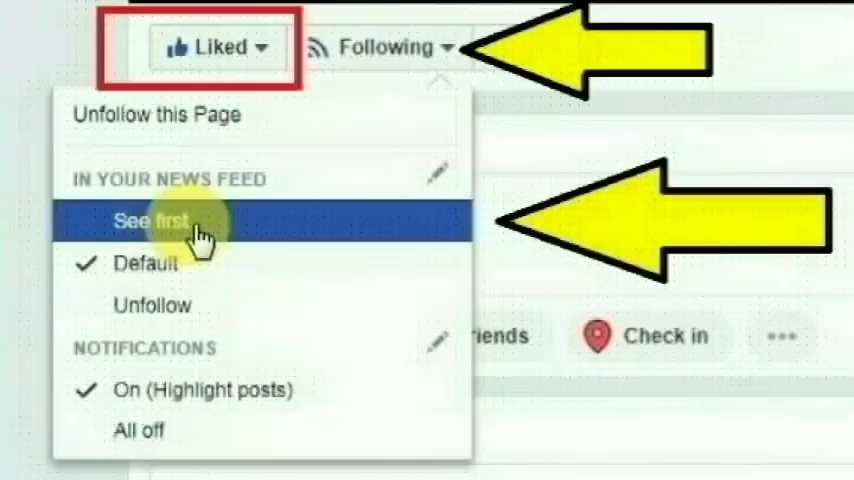 Liked
Following
Unfollow this Page
IN YOUR NEWS FEED
See first
Default
Unfollow
NOTIFICATIONS
On (Highlight posts)
All off
riends
Check in